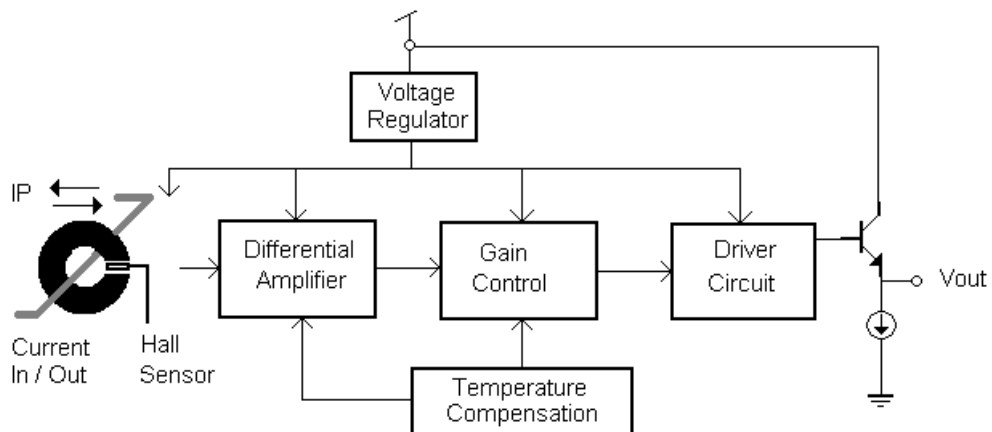 Voltage
Regulator
IP
Differential
Amplifier
Gain
Control
Driver
Circuit
Vout
Current
In / Out
Hall
Sensor
Temperature
Compensation